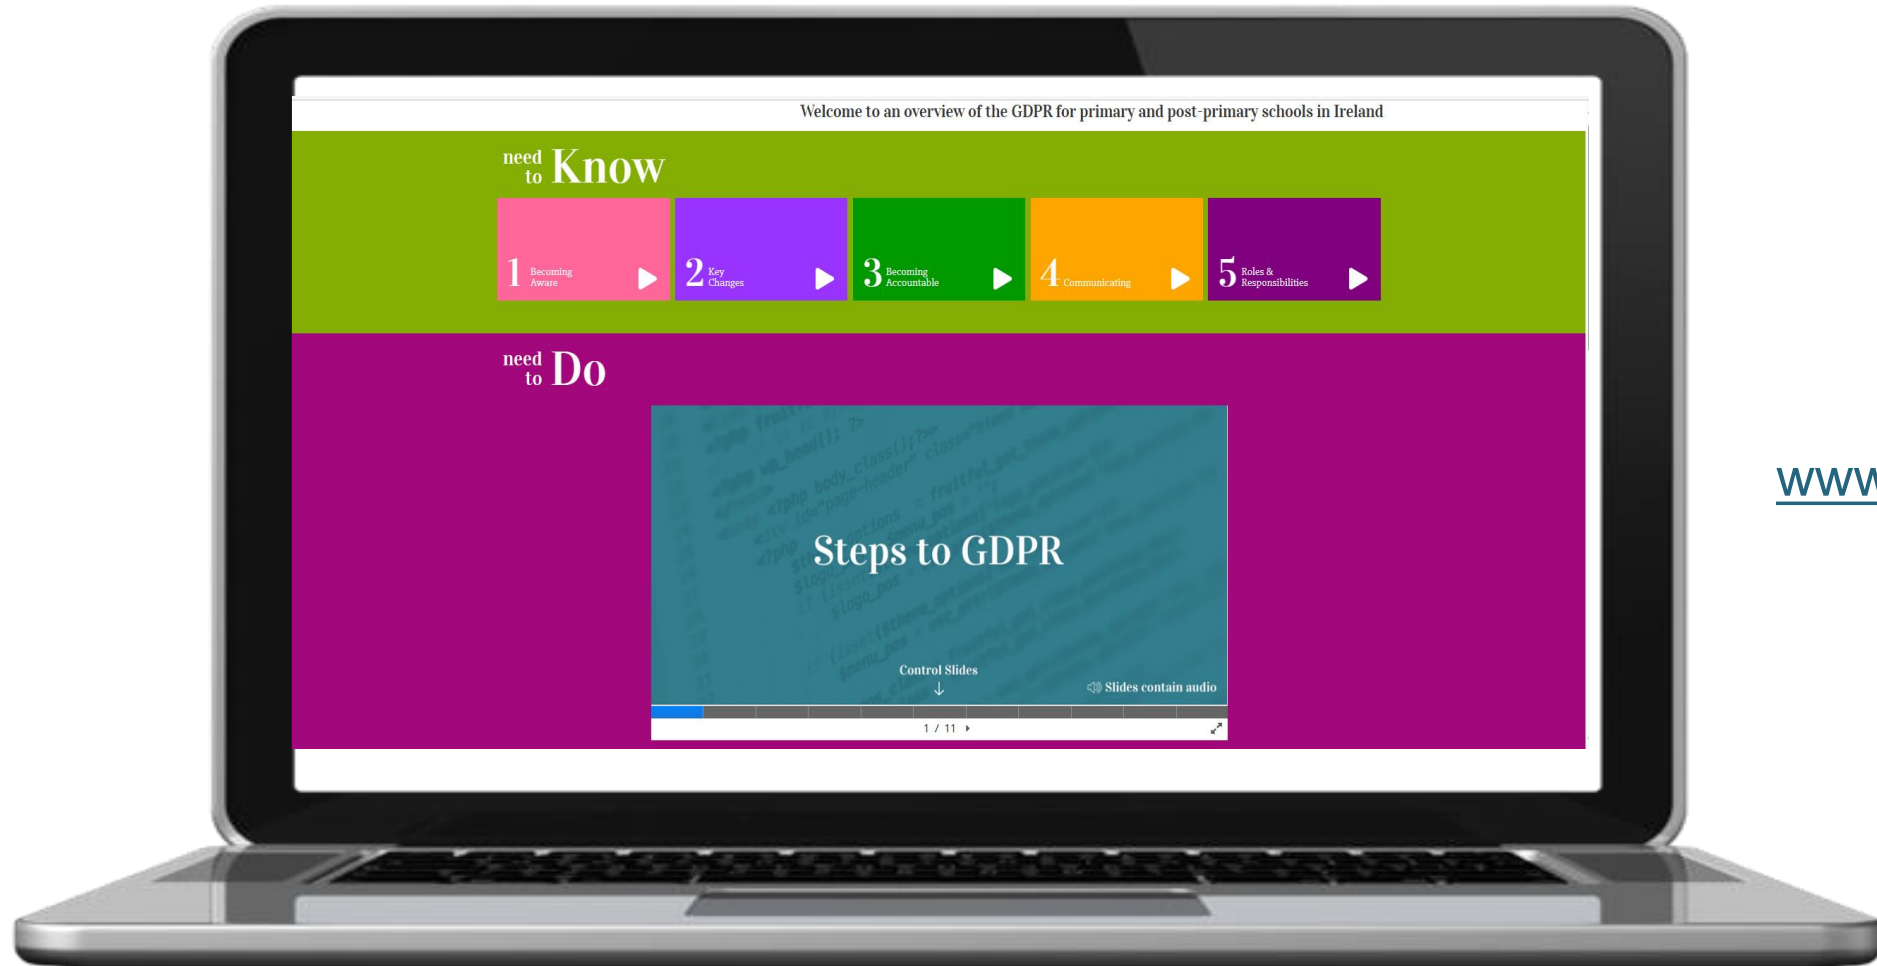 Welcome to an overview of the GDPR for primary and post-primary schools in Ireland
need
to Know
1 Becoming
Aware
2 Key
Changes
3 Becoming
Accountable
4 Communicating
5 Roles &
Responsibilities
need
to Do
Steps to GDPR
Control Slides
Slides contain audio
1 / 11
www